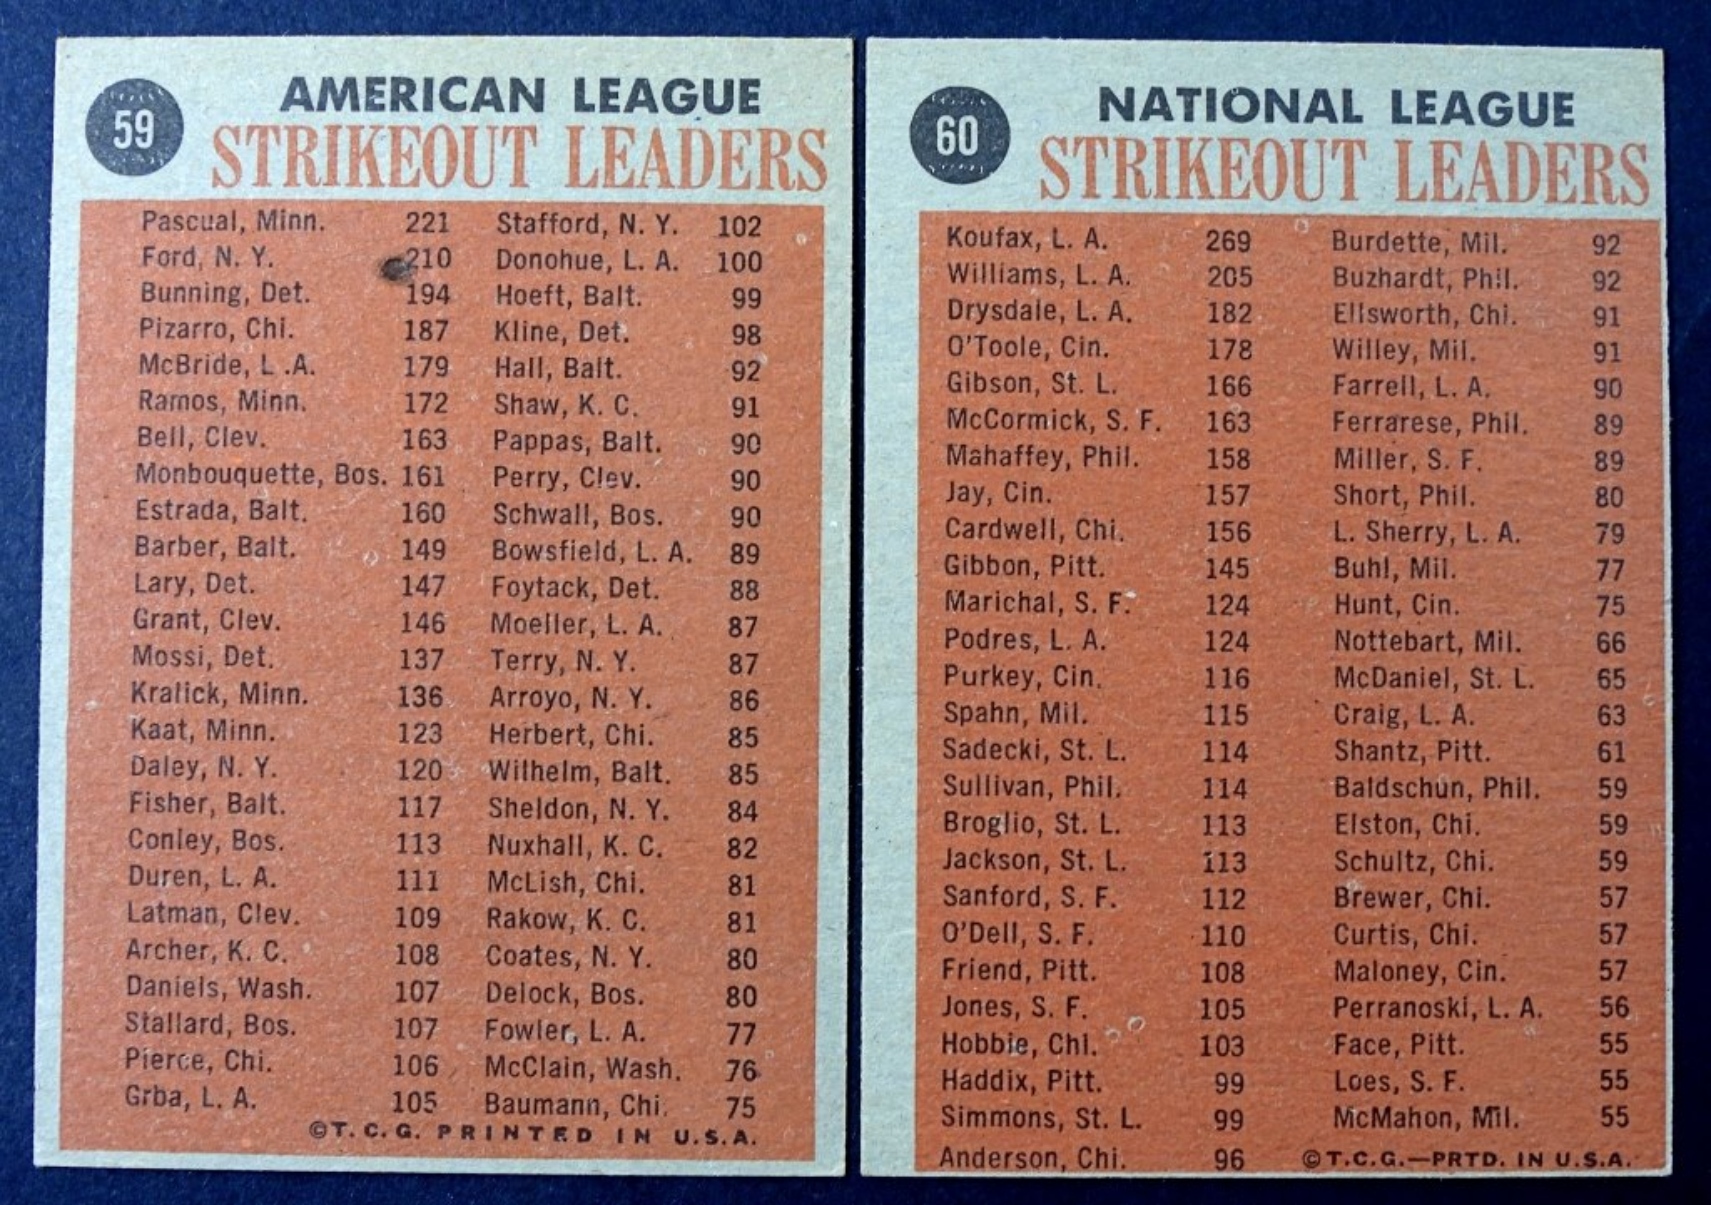 59
AMERICAN LEAGUE
STRIKEOUT LEADERS
Pascual, Minn. 221 Stafford, N. Y. 102
Ford, N. Y. 210 Donohue, L. A. 100
Bunning, Det. 194 Hoeft, Balt. 99
Pizarro, Chi. 187 Kline, Det. 98
McBride, L .A. 179 Hall, Balt. 92
Ramos, Minn. 172 Shaw, K. C. 91
Bell, Clev. 163 Pappas, Balt. 90
Monbouquette, Bos. 161 Perry, Clev. 90
Estrada, Balt. 160 Schwall, Bos. 90
Barber, Balt. 149 Bowsfield, L. A. 89
Lary, Det. 147 Foytack, Det. 88
Grant, Clev. 146 Moeller, L. A. 87
Mossi, Det. 137 Terry, N. Y. 87
Kralick, Minn. 136 Arroyo, N. Y. 86
Kaat, Minn. 123 Herbert, Chi. 85
Daley, N. Y. 120 Wilhelm, Balt. 85
Fisher, Balt. 117 Sheldon, N. Y. 84
Conley, Bos. 113 Nuxhall, K. C. 82
Duren, L. A. 111 McLish, Chi. 81
Latman, Clev. 109 Rakow, K. C. 81
Archer, K. C. 108 Coates, N. Y. 80
Daniels, Wash. 107 Delock, Bos. 80
Stallard, Bos. 107 Fowler, L. A. 77
Pierce, Chi. 106 McClain, Wash. 76
Grba, L. A. 105 Baumann, Chi. 75
©T. C. G. PRINTED IN U.S.A.
60
NATIONAL LEAGUE
STRIKEOUT LEADERS
Koufax, L. A. 269 Burdette, Mil. 92
Williams, L. A. 205 Buzhardt, Phil. 92
Drysdale, L. A. 182 Ellsworth, Chi. 91
O'Toole, Cin. 178 Willey, Mil. 91
Gibson, St. L. 166 Farrell, L. A. 90
McCormick, S. F. 163 Ferrarese, Phil. 89
Mahaffey, Phil. 158 Miller, S. F. 89
Jay, Cin. 157 Short, Phil. 80
Cardwell, Chi. 156 L. Sherry, L. A. 79
Gibbon, Pitt. 145 Buhl, Mil. 77
Marichal, S. F. 124 Hunt, Cin. 75
Podres, L. A. 124 Nottebart, Mil. 66
Purkey, Cin. 116 McDaniel, St. L. 65
Spahn, Mil. 115 Craig, L. A. 63
Sadecki, St. L. 114 Shantz, Pitt. 61
Sullivan, Phil. 114 Baldschun, Phil. 59
Broglio, St. L. 113 Elston, Chi. 59
Jackson, St. L. 113 Schultz, Chi. 59
Sanford, S. F. 112 Brewer, Chi. 57
O'Dell, S. F. 110 Curtis, Chi. 57
Friend, Pitt. 108 Maloney, Cin. 57
Jones, S. F. 105 Perranoski, L. A. 56
Hobbie, Chi. 103 Face, Pitt. 55
Haddix, Pitt. 99 Loes, S. F. 55
Simmons, St. L. 99 McMahon, Mil. 55
Anderson, Chi. 96 ©T.C.G.—PRTD. IN U.S.A.